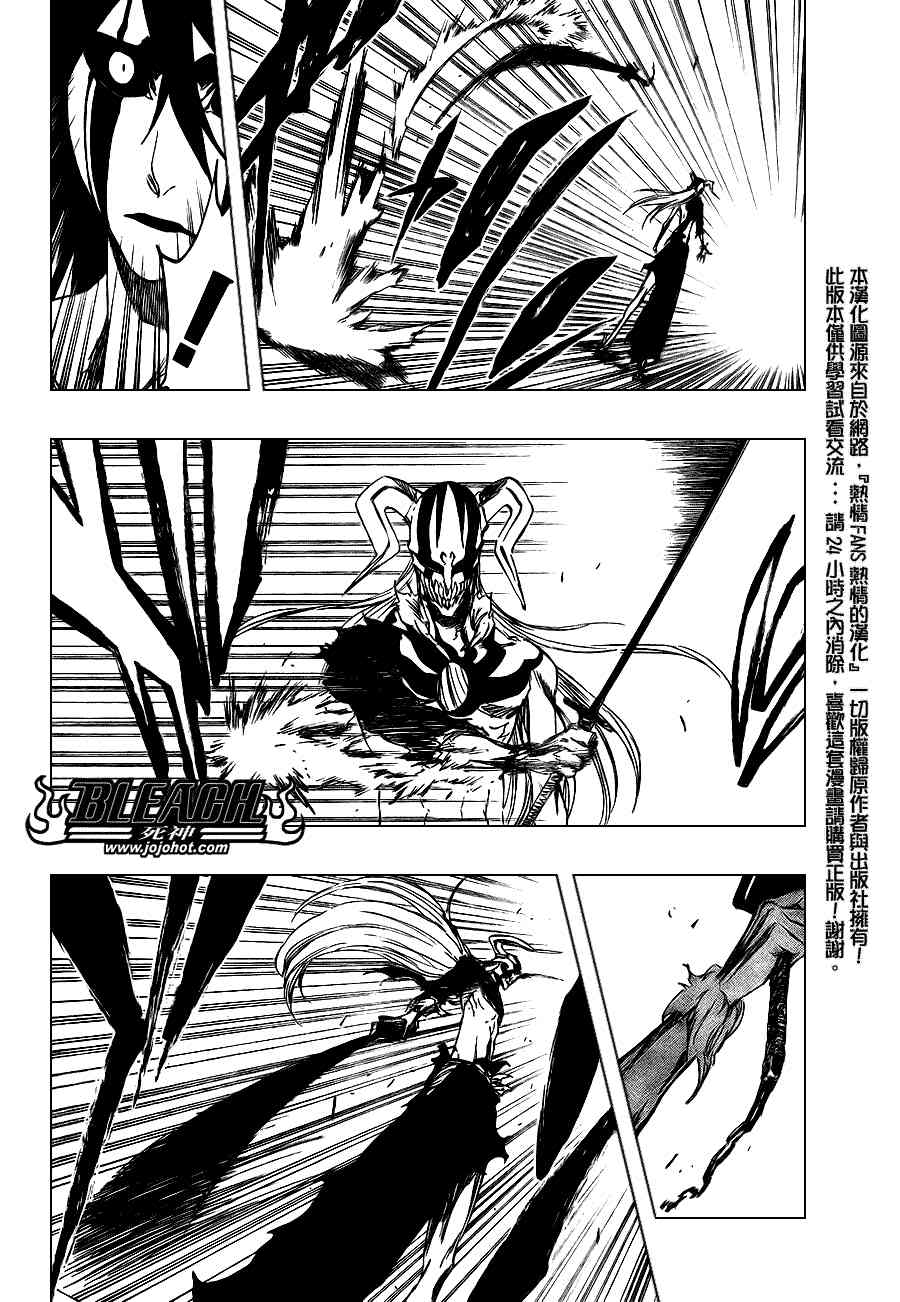 !
本漢化圖源來自於網路，『熱情FANS 熱情的漢化』一切版權歸原作者與出版社擁有！
此版本僅供學習試看交流... 請 24 小時之內消除，喜歡這套漫畫請購買正版！謝謝。
BLEACH
死神
www.jojohot.com